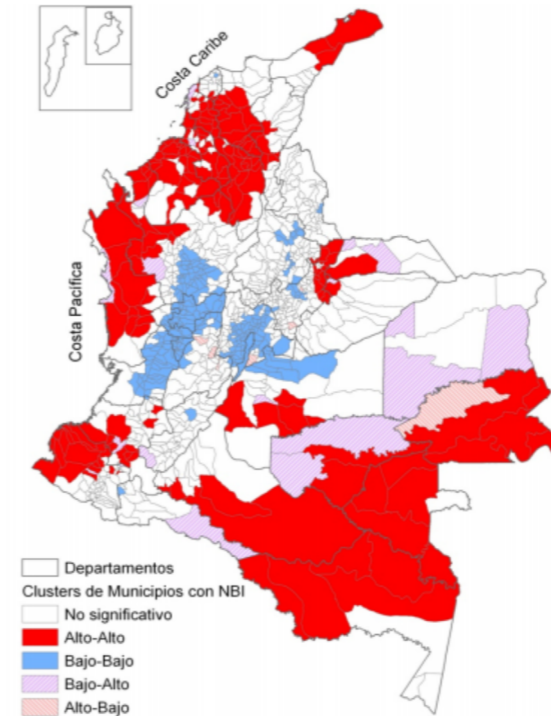 Costa Caribe
Costa Pacífica
Departamentos
Clusters de Municipios con NBI
No significativo
Alto-Alto
Bajo-Bajo
Bajo-Alto
Alto-Bajo